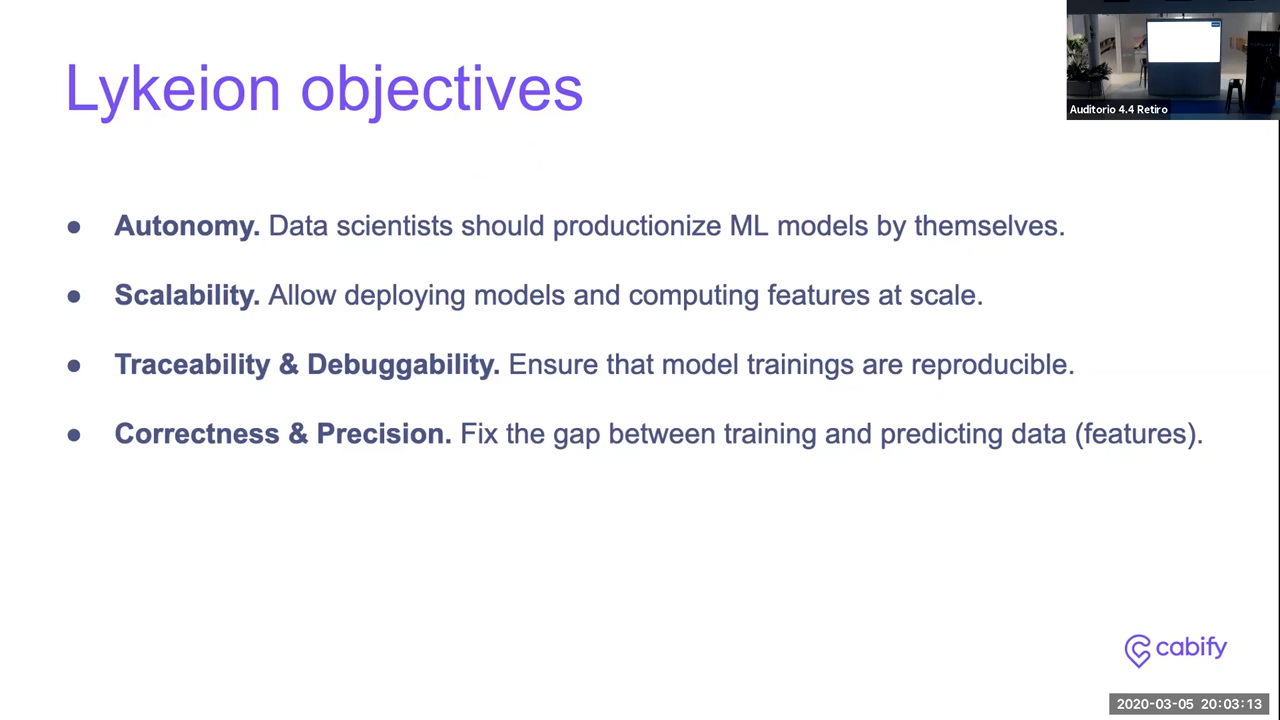 Lykeion objectives
Auditorio 4.4 Retiro
● Autonomy. Data scientists should productionize ML models by themselves.
● Scalability. Allow deploying models and computing features at scale.
● Traceability & Debuggability. Ensure that model trainings are reproducible.
● Correctness & Precision. Fix the gap between training and predicting data (features).
cabify
2020-03-05 20:03:13